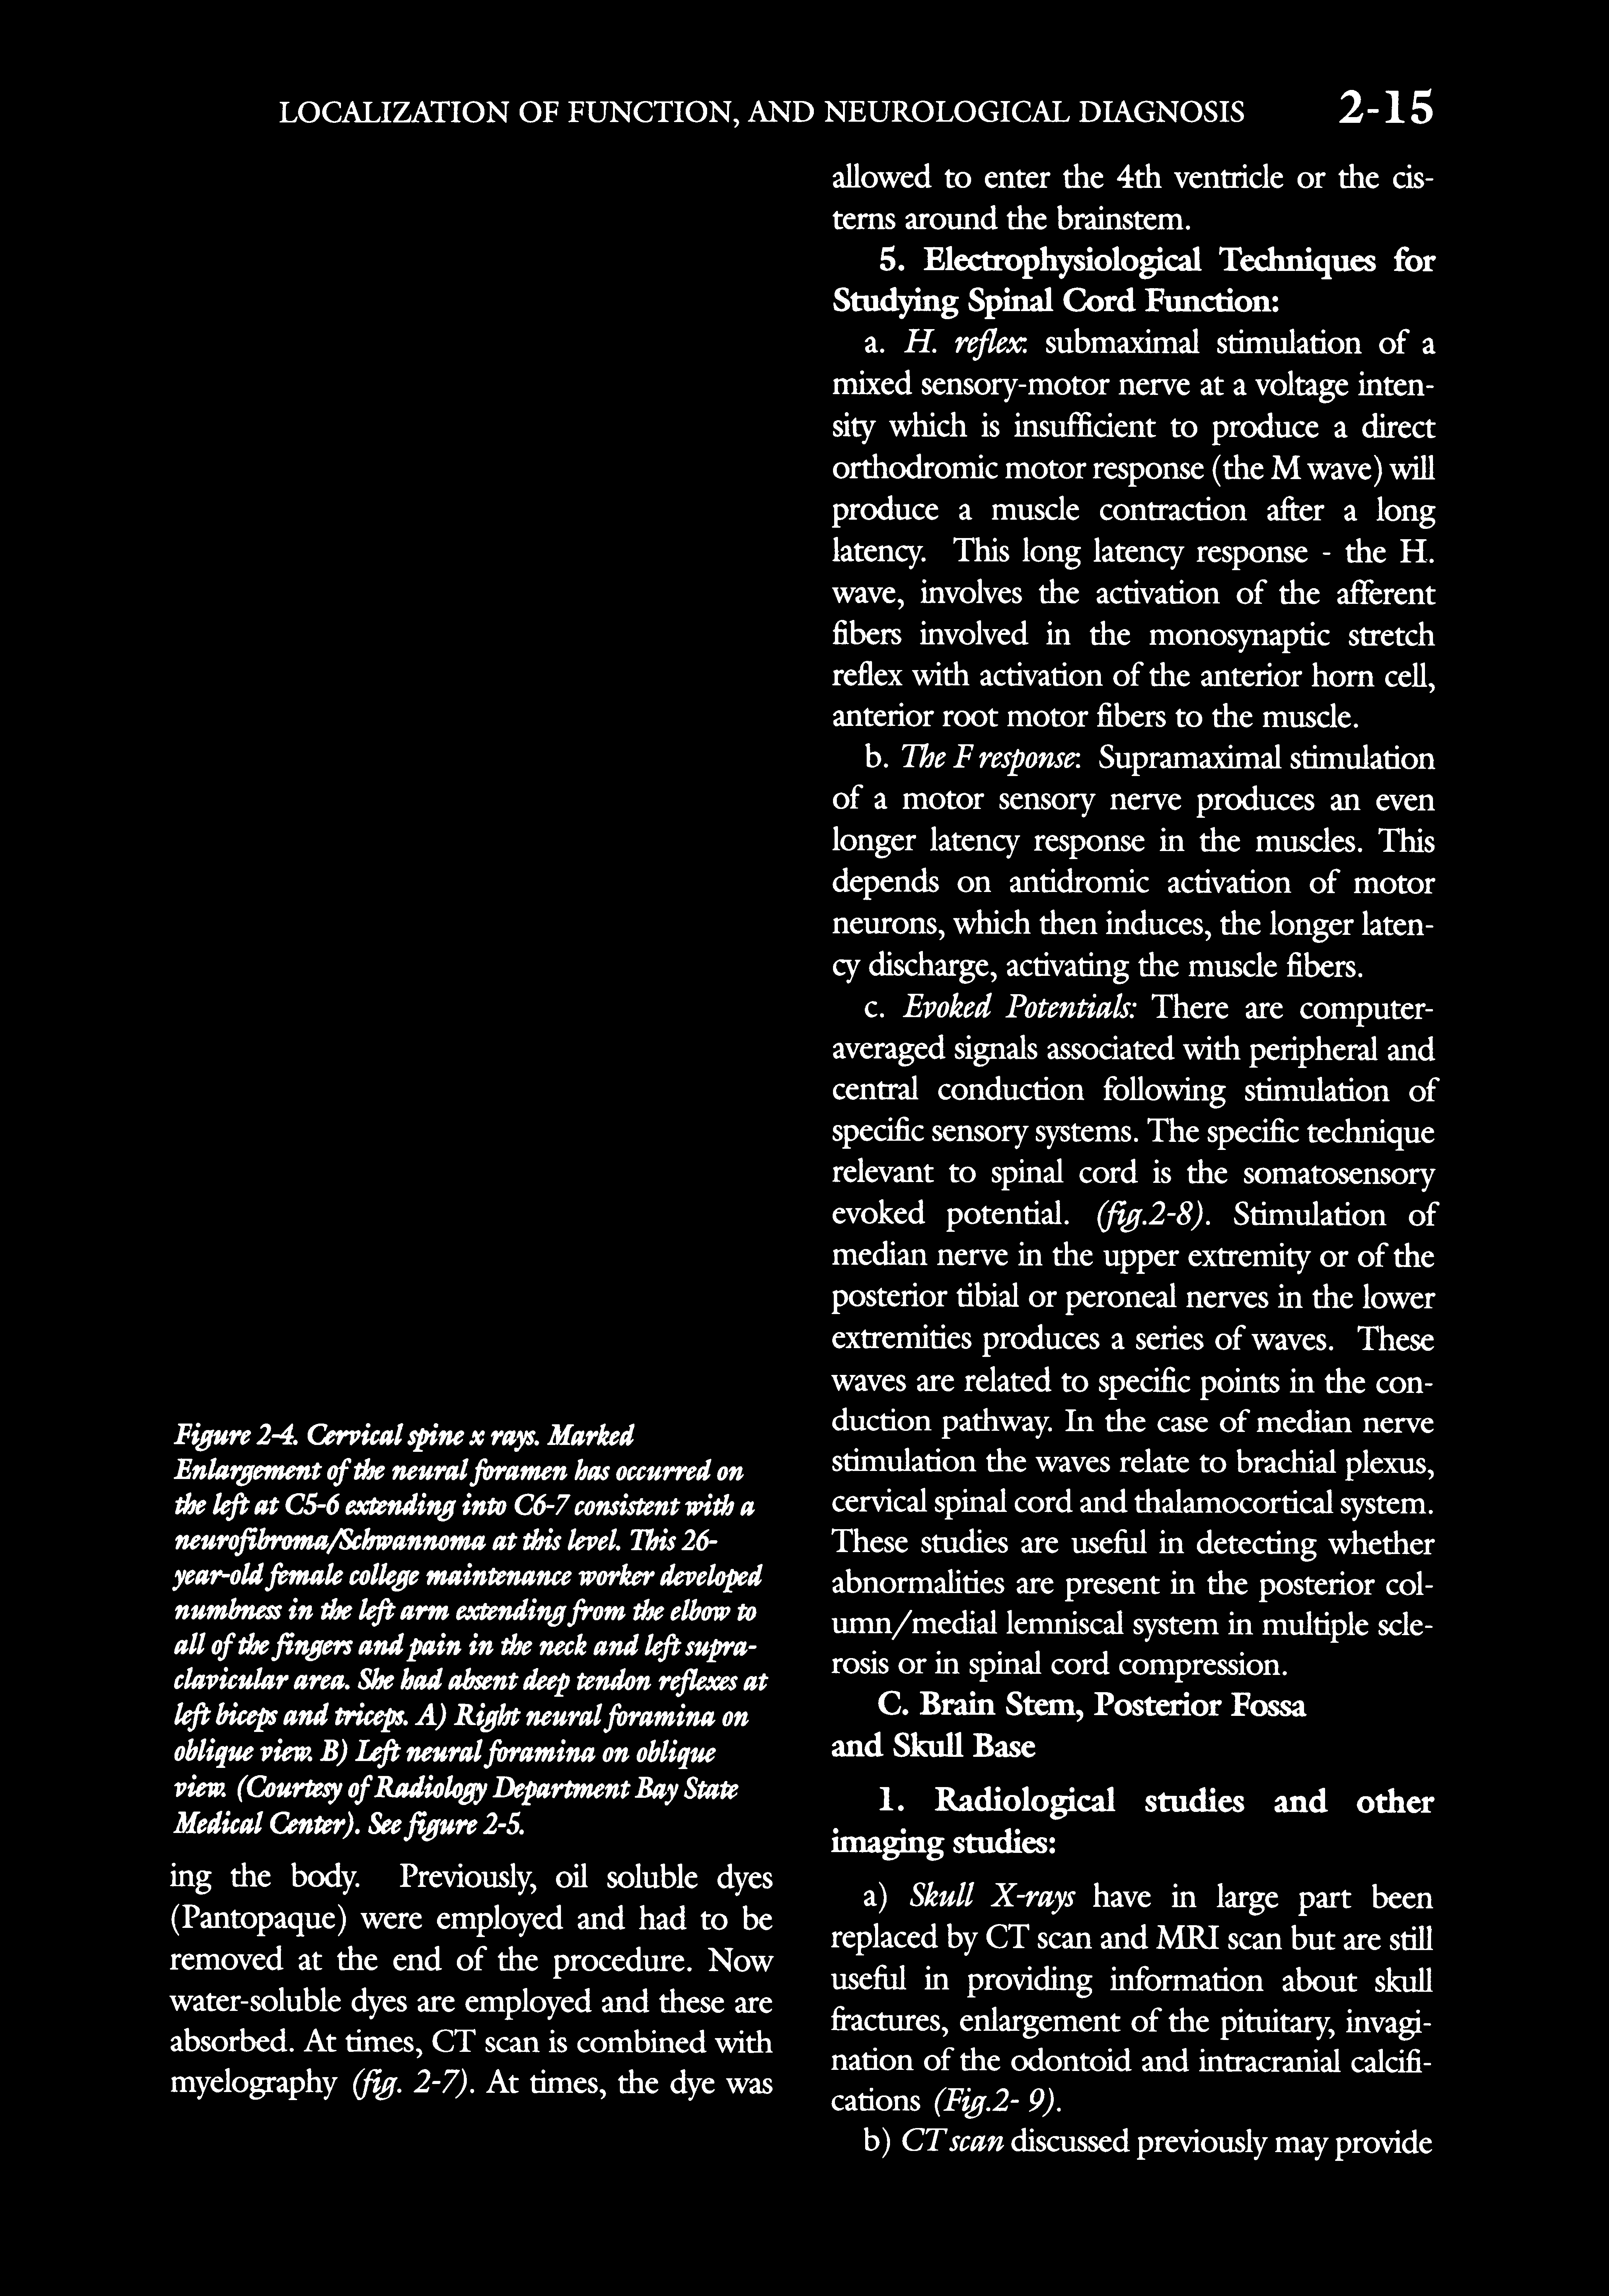 LOCALIZATION OF FUNCTION, AND NEUROLOGICAL DIAGNOSIS 2-15
Figure 2-4. Cervical spine x rays. Marked
Enlargement of the neural foramen has occurred on
the left at C5-6 extending into C6-7 consistent with a
neurofibroma/Schwannoma at this level. This 26-
year-old female college maintenance worker developed
numbness in the left arm extending from the elbow to
all of the fingers and pain in the neck and left supra-
clavicular area. She had absent deep tendon reflexes at
left biceps and triceps. A) Right neural foramina on
oblique view. B) Left neural foramina on oblique
view. (Courtesy of Radiology Department Bay State
Medical Center). See figure 2-5.
ing the body. Previously, oil soluble dyes
(Pantopaque) were employed and had to be
removed at the end of the procedure. Now
water-soluble dyes are employed and these are
absorbed. At times, CT scan is combined with
myelography (fig. 2-7). At times, the dye was
allowed to enter the 4th ventricle or the cis-
terns around the brainstem.
5. Electrophysiological Techniques for
Studying Spinal Cord Function:
a. H. reflex: submaximal stimulation of a
mixed sensory-motor nerve at a voltage inten-
sity which is insufficient to produce a direct
orthodromic motor response (the M wave) will
produce a muscle contraction after a long
latency. This long latency response - the H.
wave, involves the activation of the afferent
fibers involved in the monosynaptic stretch
reflex with activation of the anterior horn cell,
anterior root motor fibers to the muscle.
b. The F response: Supramaximal stimulation
of a motor sensory nerve produces an even
longer latency response in the muscles. This
depends on antidromic activation of motor
neurons, which then induces, the longer laten-
cy discharge, activating the muscle fibers.
c. Evoked Potentials: There are computer-
averaged signals associated with peripheral and
central conduction following stimulation of
specific sensory systems. The specific technique
relevant to spinal cord is the somatosensory
evoked potential. (fig.2-8). Stimulation of
median nerve in the upper extremity or of the
posterior tibial or peroneal nerves in the lower
extremities produces a series of waves. These
waves are related to specific points in the con-
duction pathway. In the case of median nerve
stimulation the waves relate to brachial plexus,
cervical spinal cord and thalamocortical system.
These studies are useful in detecting whether
abnormalities are present in the posterior col-
umn/medial lemniscal system in multiple scle-
rosis or in spinal cord compression.
C. Brain Stem, Posterior Fossa
and Skull Base
1. Radiological studies and other
imaging studies:
a) Skull X-rays have in large part been
replaced by CT scan and MRI scan but are still
useful in providing information about skull
fractures, enlargement of the pituitary, invagi-
nation of the odontoid and intracranial calcifi-
cations (Fig.2- 9).
b) CT scan discussed previously may provide